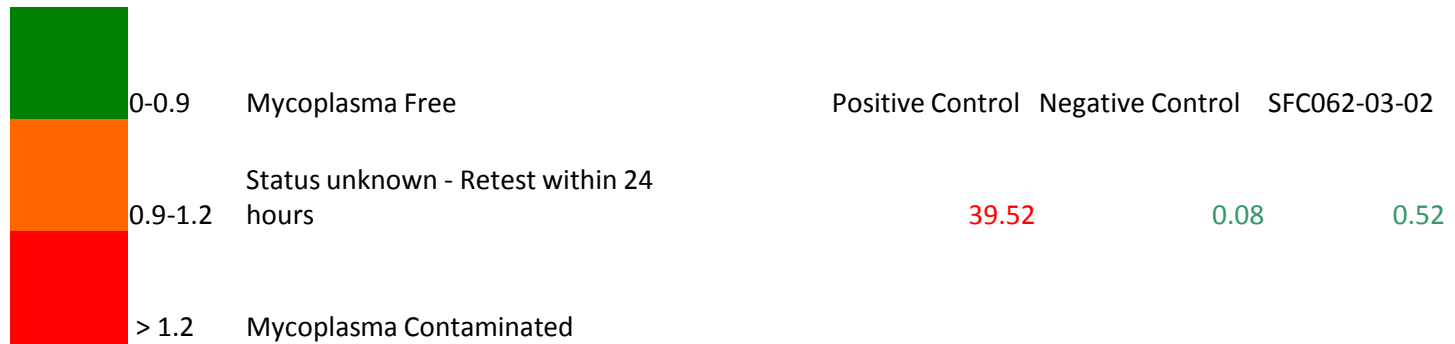 0-0.9 Mycoplasma Free Positive Control Negative Control SFC062-03-02
Status unknown - Retest within 24
0.9-1.2 hours 39.52 0.08 0.52
> 1.2 Mycoplasma Contaminated